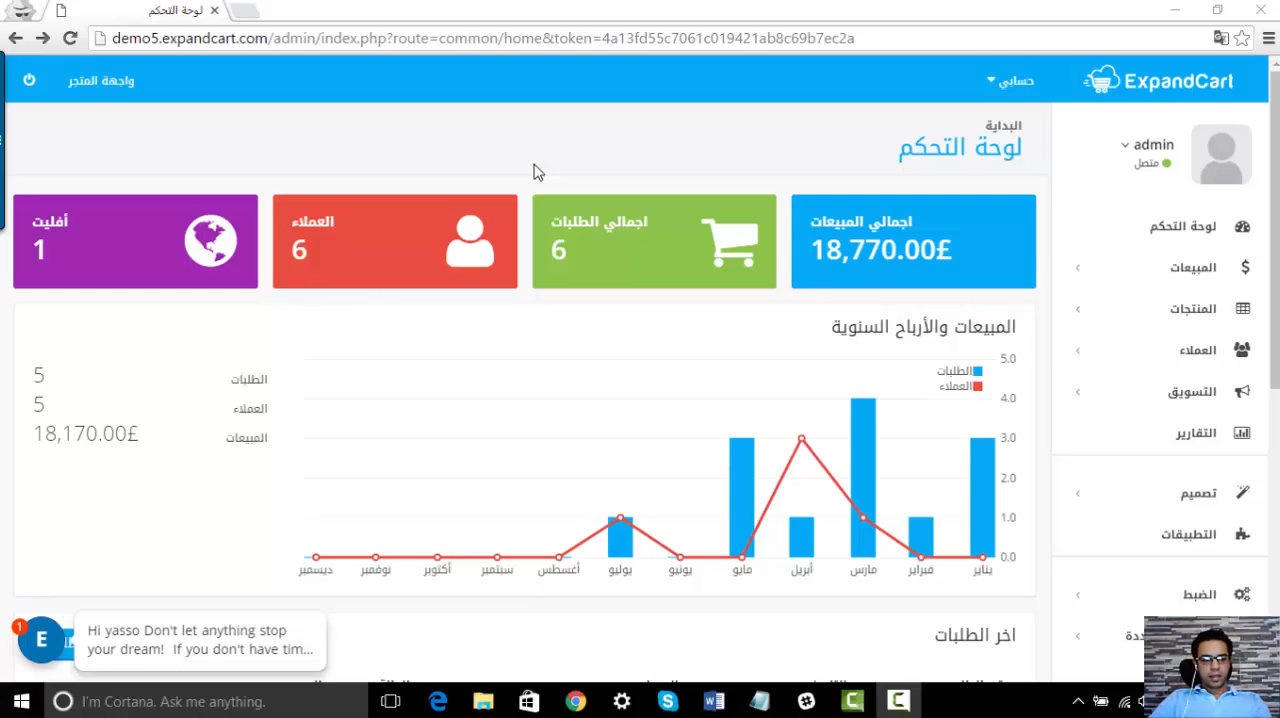 لوحة التحكم
demo5.expandcart.com/admin/index.php?route=common/home&token=4a13fd55c7061c019421ab8c69b7ec2a
ExpandCart
حسابي
واجهة المتجر
البداية
لوحة التحكم
admin
متصل
لوحة التحكم
المبيعات
المنتجات
العملاء
التسويق
التقارير
تصميم
التطبيقات
الضبط
اجمالي المبيعات
18,770.00£
اجمالي الطلبات
6
العملاء
6
أفليت
1
المبيعات والأرباح السنوية
الطلبات
العملاء
5.0
4.0
3.0
2.0
1.0
0.0
يناير فبراير مارس أبريل مايو يونيو يوليو أغسطس سبتمبر أكتوبر نوفمبر ديسمبر
الطلبات 5
العملاء 5
المبيعات 18,170.00£
اخر الطلبات
1
E
Hi yasso Don't let anything stop
your dream! If you don't have tim...
I'm Cortana. Ask me anything.